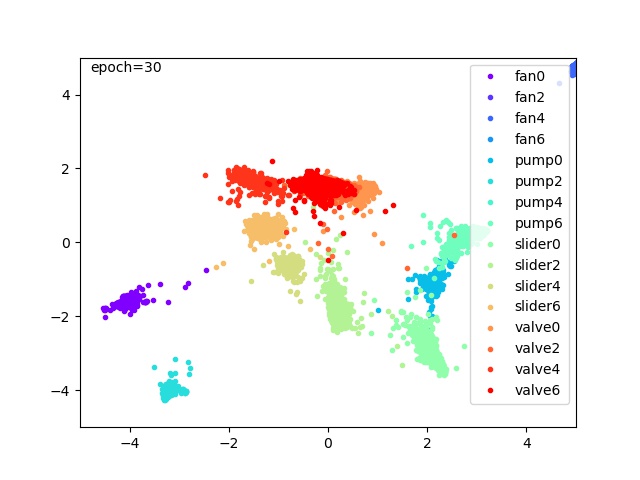 epoch=30
fan0
fan2
fan4
fan6
pump0
pump2
pump4
pump6
slider0
slider2
slider4
slider6
valve0
valve2
valve4
valve6
4
2
0
−2
−4
−4
−2
0
2
4